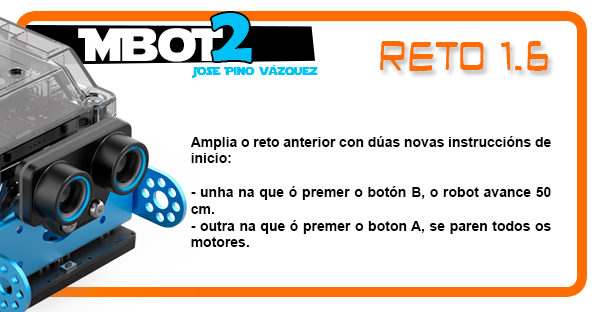 MBOT2
JOSE PINO VÁZQUEZ
RETO 1.6
Amplia o reto anterior con dúas novas instruccións de
inicio:
- unha na que ó premer o botón B, o robot avance 50
cm.
- outra na que ó premer o boton A, se paren todos os
motores.